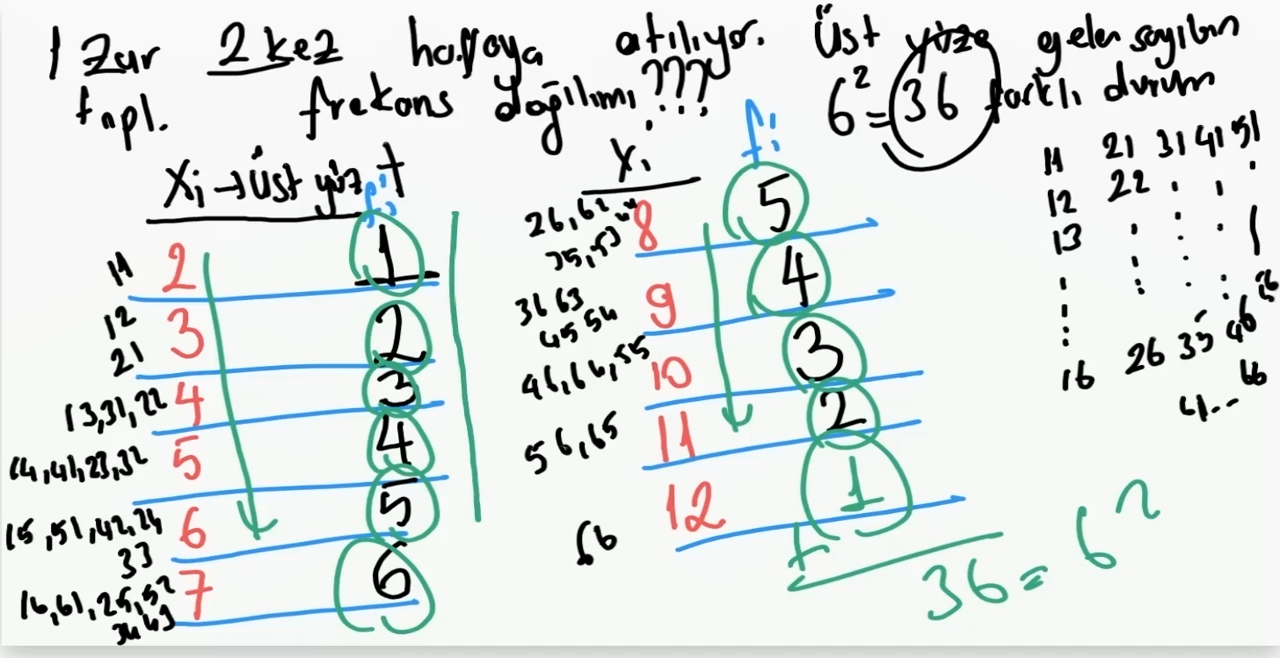 1 Zar 2 kez havaya atılıyor. Üst yüze gelen sayıların
topl. frekans dağılımı ???
6² = 36 farklı durum
Xi → Üst yüz t
fi
11 2 1
12
21 3 2
13,31,22 4 3
14,41,23,32 5 4
15,51,42,24
33 6 5
16,61,25,52
34 43 7 6
Xi
fi
26,62 44
35,53 8 5
36 63
45 54 9 4
46,64,55 10 3
56,65 11 2
66 12 1
+
36 = 6²
11 21 31 41 51
12 22
13
16 26 35 46 56
61.. 66